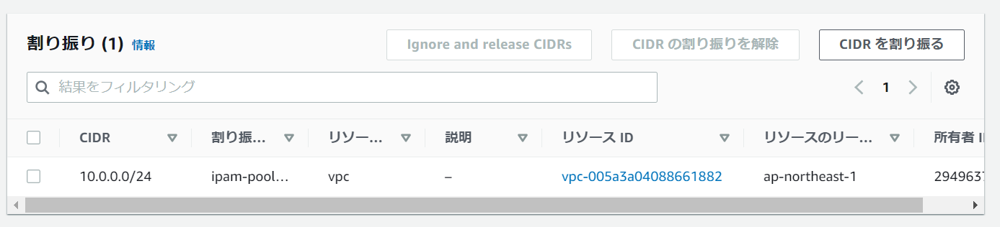 割り振り (1) 情報
Ignore and release CIDRs
CIDR の割り振りを解除
CIDR を割り振る
結果をフィルタリング
1
CIDR 割り振... リソー... 説明 リソース ID リソースのリー... 所有者 I
10.0.0.0/24 ipam-pool... vpc – vpc-005a3a04088661882 ap-northeast-1 2949637